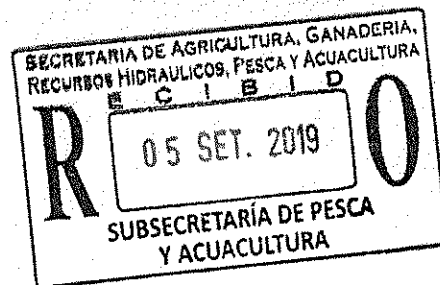 SECRETARIA DE AGRICULTURA, GANADERIA,
RECURSOS HIDRAULICOS, PESCA Y ACUACULTURA
R E C I B I D O
05 SET. 2019
SUBSECRETARÍA DE PESCA
Y ACUACULTURA